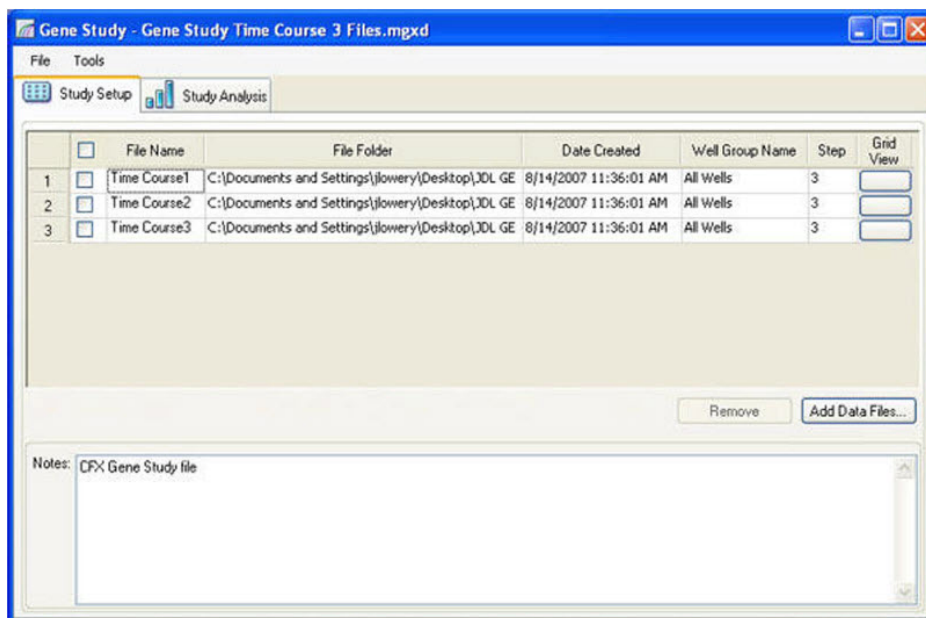 Gene Study - Gene Study Time Course 3 Files.mgxd
File Tools
Study Setup Study Analysis
File Name File Folder Date Created Well Group Name Step Grid View
1 Time Course1 C:\Documents and Settings\jlowery\Desktop\JDL GE 8/14/2007 11:36:01 AM All Wells 3
2 Time Course2 C:\Documents and Settings\jlowery\Desktop\JDL GE 8/14/2007 11:36:01 AM All Wells 3
3 Time Course3 C:\Documents and Settings\jlowery\Desktop\JDL GE 8/14/2007 11:36:01 AM All Wells 3
Remove Add Data Files...
Notes: CFX Gene Study file